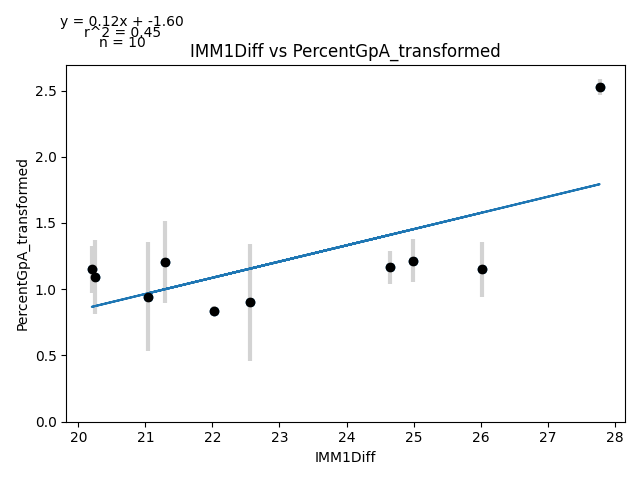 y = 0.12x + -1.60
r^2 = 0.45
n = 10
IMM1Diff vs PercentGpA_transformed
PercentGpA_transformed
2.5
2.0
1.5
1.0
0.5
0.0
20 21 22 23 24 25 26 27 28
IMM1Diff